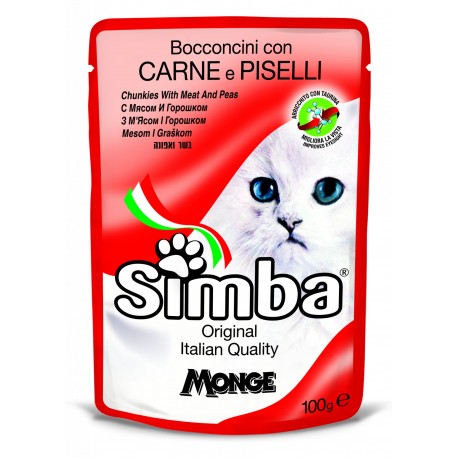 Bocconcini con
CARNE e PISELLI
Chunkies With Meat And Peas
С Мясом И Горошком
З М'Ясом І Горошком
Mesom I Graškom
בשר ואפונה
ARRICCHITO CON TAURINA
MIGLIORA LA VISTA
IMPROVES EYESIGHT
Simba®
Original
Italian Quality
MONGE
100g ℮